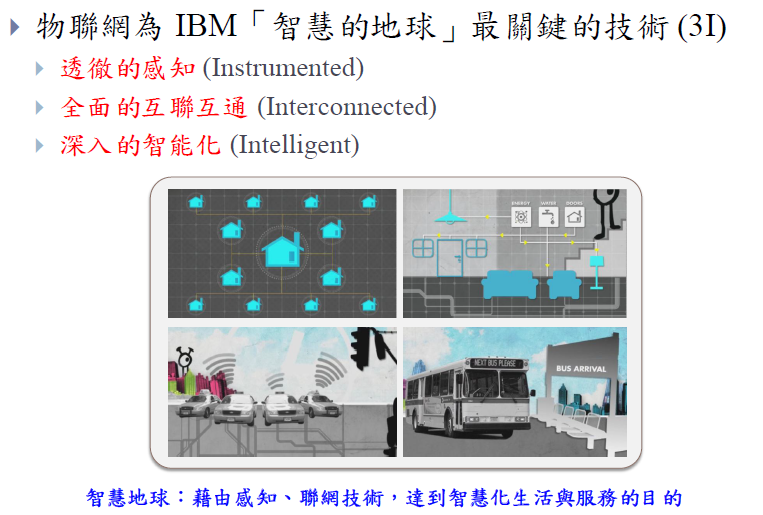 物聯網為 IBM「智慧的地球」最關鍵的技術 (3I)
透徹的感知 (Instrumented)
全面的互聯互通 (Interconnected)
深入的智能化 (Intelligent)
ENERGY WATER DOORS
NEXT BUS PLEASE
BUS ARRIVAL
智慧地球：藉由感知、聯網技術，達到智慧化生活與服務的目的